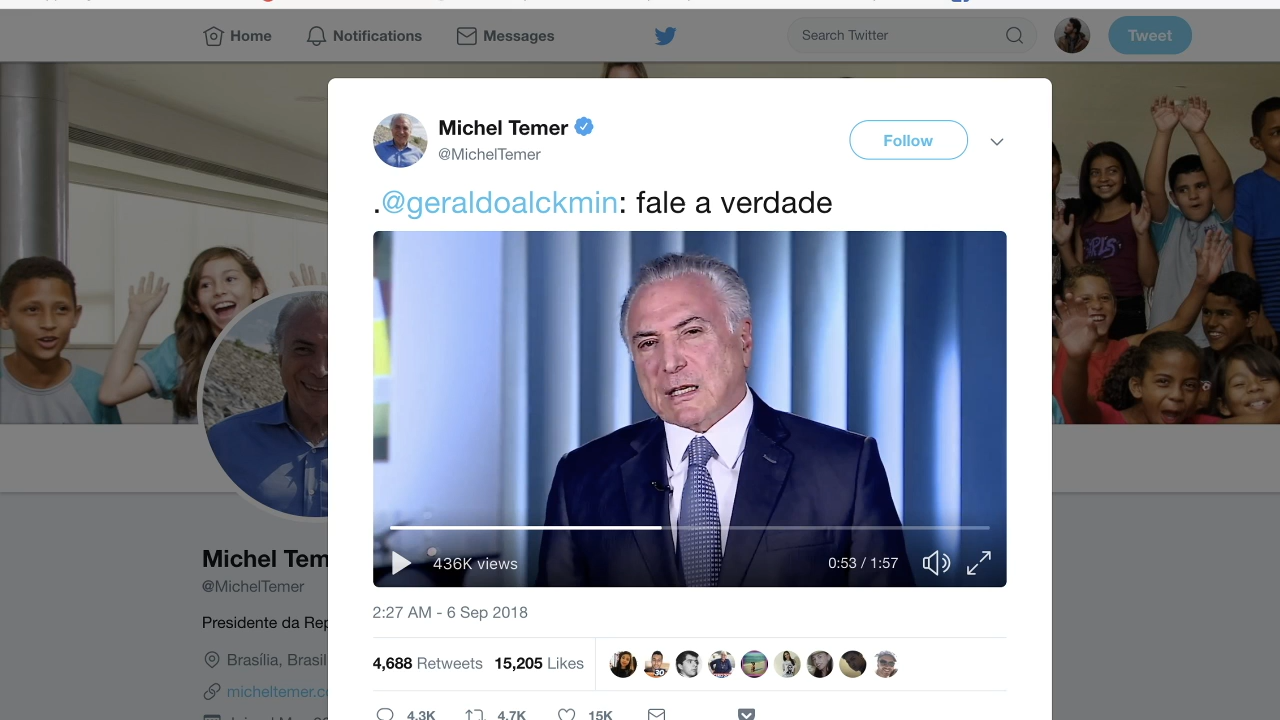 Home
Notifications
Messages
Search Twitter
Tweet
Michel Temer
@MichelTemer
Follow
.@geraldoalckmin: fale a verdade
436K views
0:53 / 1:57
2:27 AM - 6 Sep 2018
4,688 Retweets 15,205 Likes
4.3K 4.7K 15K
Michel Tem
@MichelTemer
Presidente da Rep
Brasília, Brasil
micheltemer.c